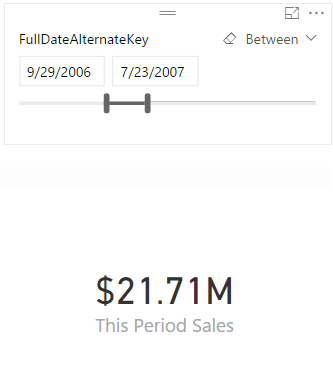 FullDateAlternateKey Between
9/29/2006 7/23/2007
$21.71M
This Period Sales